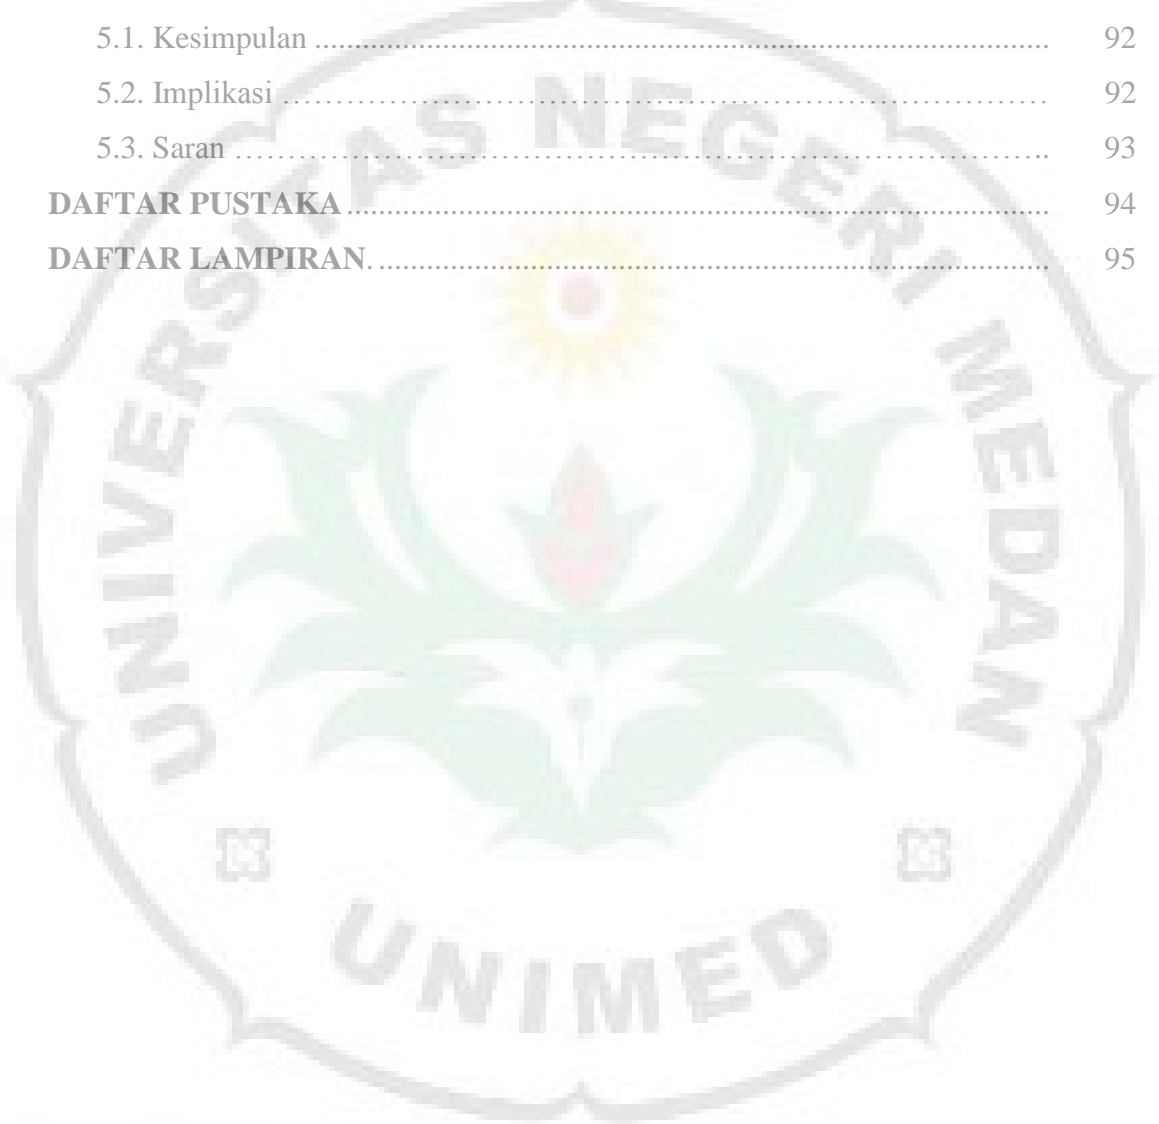 5.1. Kesimpulan ........................................................................................ 92
5.2. Implikasi ……………………………………………………………………… 92
5.3. Saran ………………………………………………………………………….. 93
DAFTAR PUSTAKA .................................................................................... 94
DAFTAR LAMPIRAN. ................................................................................ 95
UNIVERSITAS NEGERI MEDAN
UNIMED